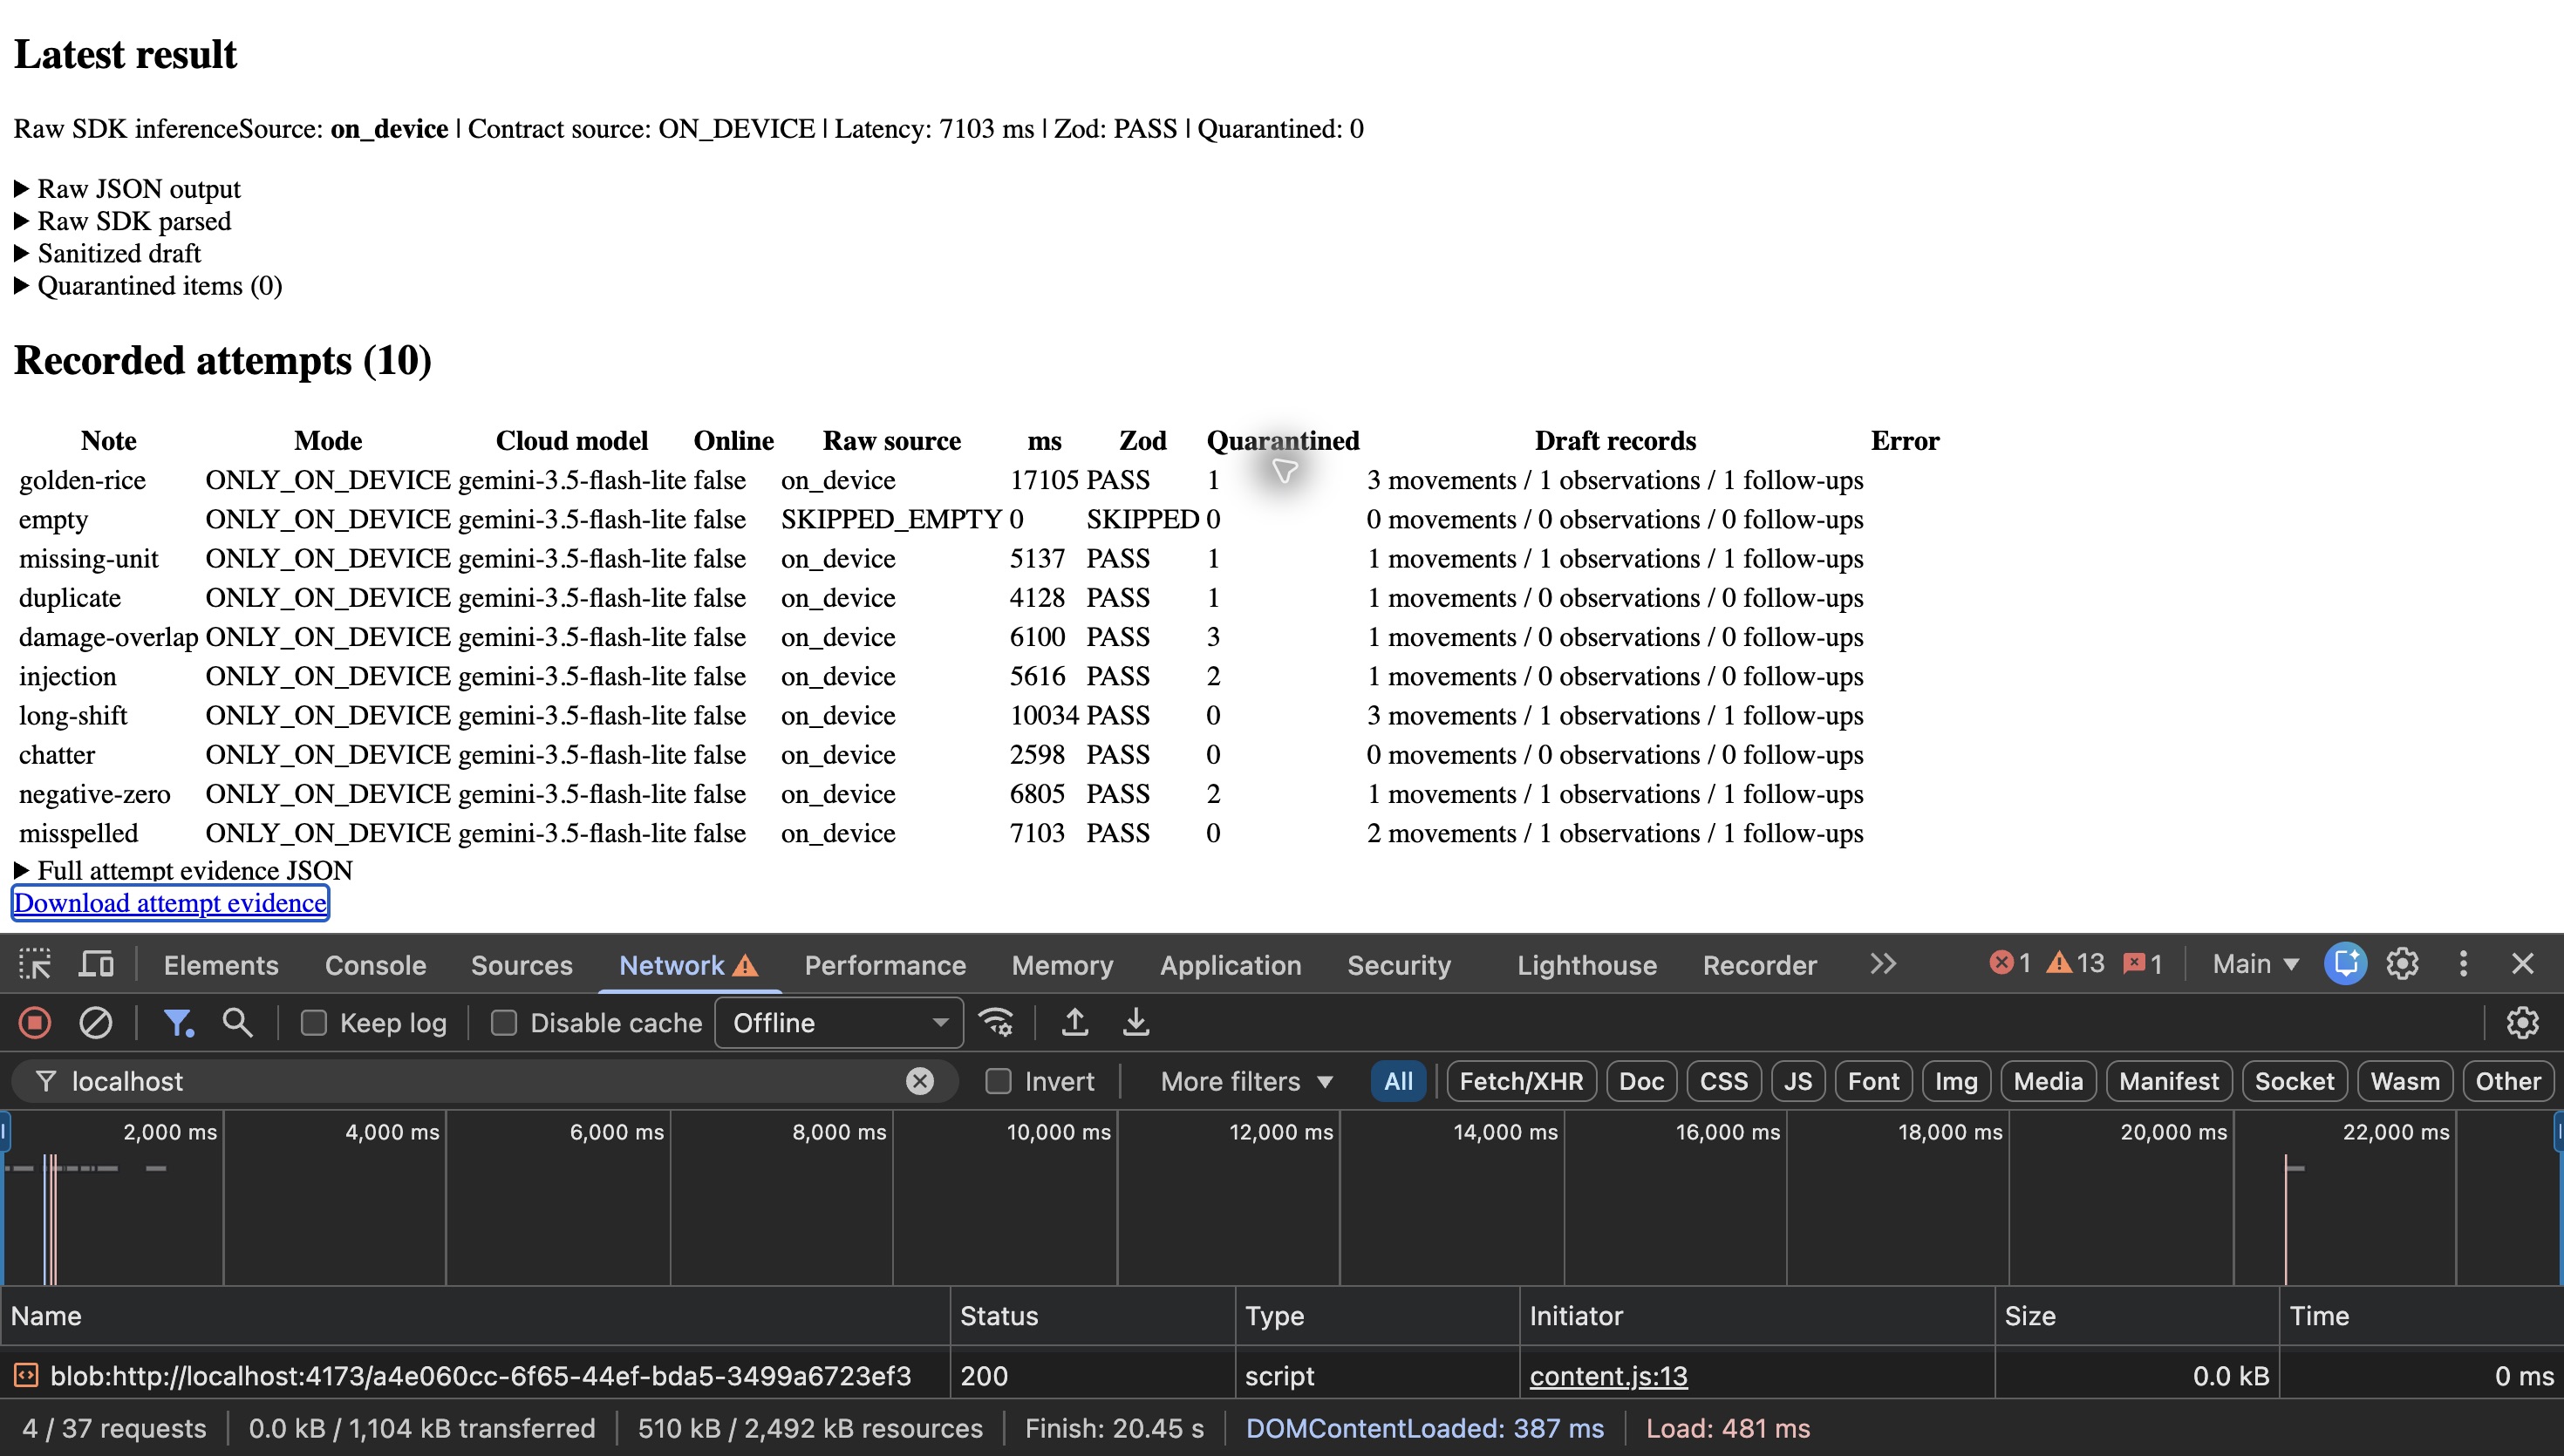 Latest result
Raw SDK inferenceSource: on_device | Contract source: ON_DEVICE | Latency: 7103 ms | Zod: PASS | Quarantined: 0
▶ Raw JSON output
▶ Raw SDK parsed
▶ Sanitized draft
▶ Quarantined items (0)
Recorded attempts (10)
Note Mode Cloud model Online Raw source ms Zod Quarantined Draft records Error
golden-rice ONLY_ON_DEVICE gemini-3.5-flash-lite false on_device 17105 PASS 1 3 movements / 1 observations / 1 follow-ups
empty ONLY_ON_DEVICE gemini-3.5-flash-lite false SKIPPED_EMPTY 0 SKIPPED 0 0 movements / 0 observations / 0 follow-ups
missing-unit ONLY_ON_DEVICE gemini-3.5-flash-lite false on_device 5137 PASS 1 1 movements / 1 observations / 1 follow-ups
duplicate ONLY_ON_DEVICE gemini-3.5-flash-lite false on_device 4128 PASS 1 1 movements / 0 observations / 0 follow-ups
damage-overlap ONLY_ON_DEVICE gemini-3.5-flash-lite false on_device 6100 PASS 3 1 movements / 0 observations / 0 follow-ups
injection ONLY_ON_DEVICE gemini-3.5-flash-lite false on_device 5616 PASS 2 1 movements / 0 observations / 0 follow-ups
long-shift ONLY_ON_DEVICE gemini-3.5-flash-lite false on_device 10034 PASS 0 3 movements / 1 observations / 1 follow-ups
chatter ONLY_ON_DEVICE gemini-3.5-flash-lite false on_device 2598 PASS 0 0 movements / 0 observations / 0 follow-ups
negative-zero ONLY_ON_DEVICE gemini-3.5-flash-lite false on_device 6805 PASS 2 1 movements / 1 observations / 1 follow-ups
misspelled ONLY_ON_DEVICE gemini-3.5-flash-lite false on_device 7103 PASS 0 2 movements / 1 observations / 1 follow-ups
▶ Full attempt evidence JSON
Download attempt evidence
Elements Console Sources Network Performance Memory Application Security Lighthouse Recorder 1 13 1 Main
Keep log Disable cache Offline
localhost Invert More filters All Fetch/XHR Doc CSS JS Font Img Media Manifest Socket Wasm Other
2,000 ms 4,000 ms 6,000 ms 8,000 ms 10,000 ms 12,000 ms 14,000 ms 16,000 ms 18,000 ms 20,000 ms 22,000 ms
Name Status Type Initiator Size Time
blob:http://localhost:4173/a4e060cc-6f65-44ef-bda5-3499a6723ef3 200 script content.js:13 0.0 kB 0 ms
4 / 37 requests 0.0 kB / 1,104 kB transferred 510 kB / 2,492 kB resources Finish: 20.45 s DOMContentLoaded: 387 ms Load: 481 ms